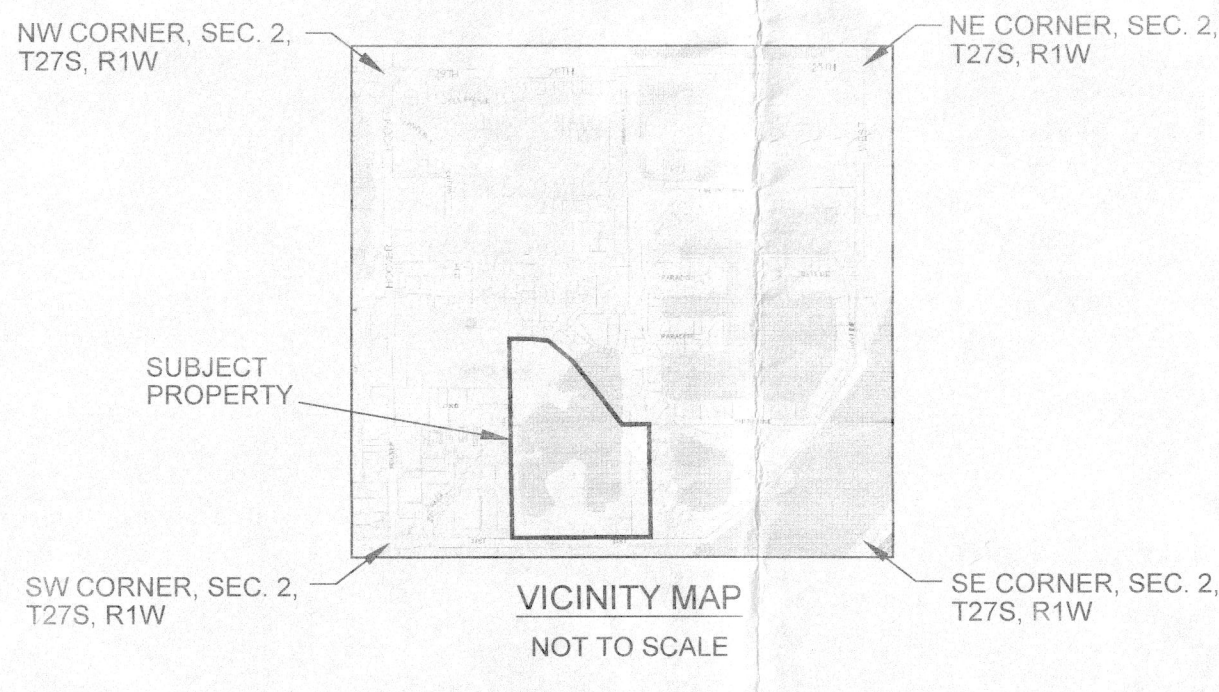 NW CORNER, SEC. 2,
T27S, R1W
NE CORNER, SEC. 2,
T27S, R1W
SUBJECT
PROPERTY
SW CORNER, SEC. 2,
T27S, R1W
SE CORNER, SEC. 2,
T27S, R1W
VICINITY MAP
NOT TO SCALE